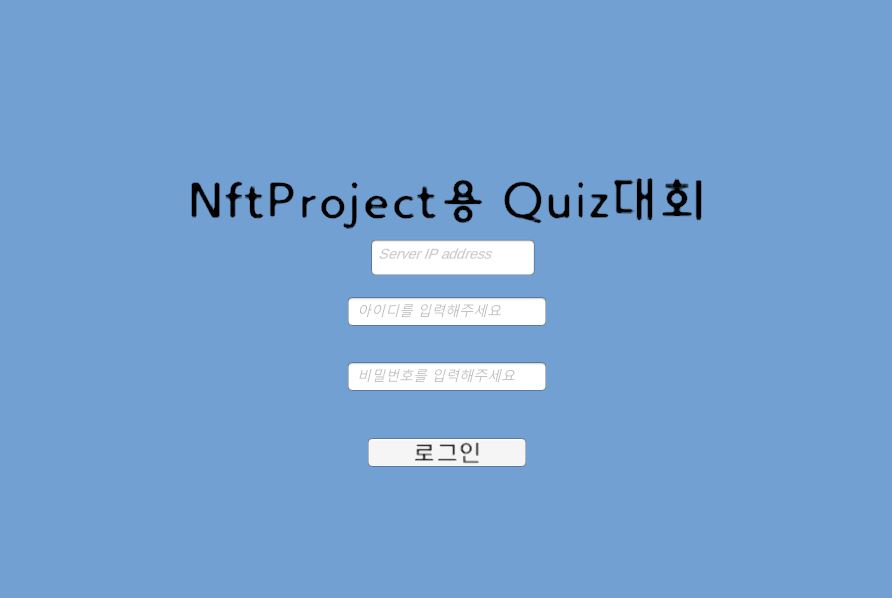 NftProject용 Quiz대회
Server IP address
아이디를 입력해주세요
비밀번호를 입력해주세요
로그인